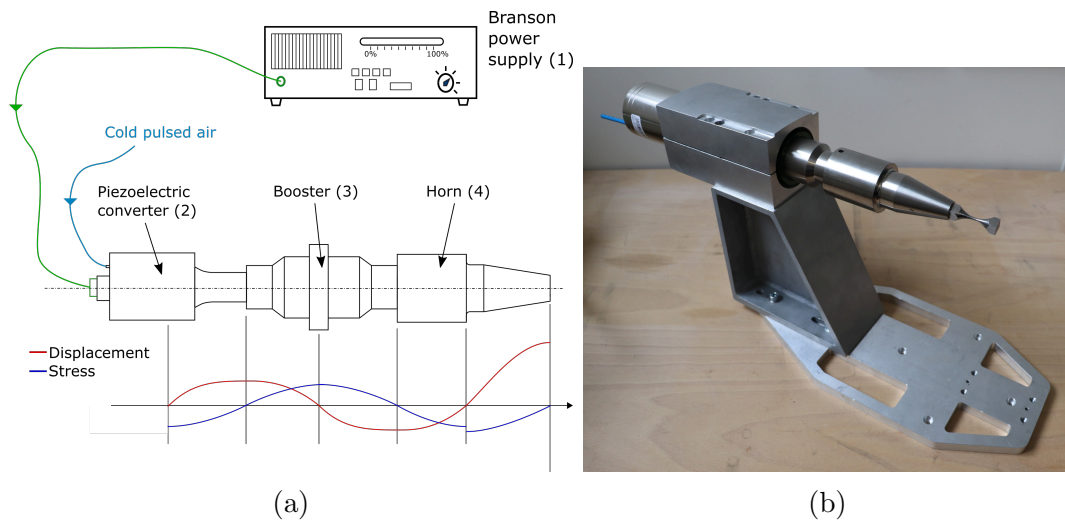 Branson
power
supply (1)
0% 100%
Cold pulsed air
Piezoelectric
converter (2)
Booster (3)
Horn (4)
Displacement
Stress
(a)
(b)